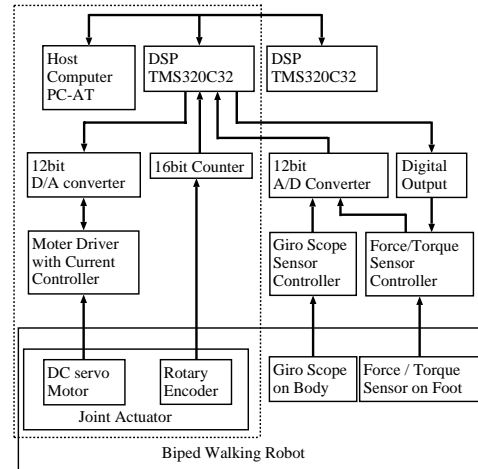 Host
Computer
PC-AT
DSP
TMS320C32
DSP
TMS320C32
12bit
D/A converter
16bit Counter
12bit
A/D Converter
Digital
Output
Moter Driver
with Current
Controller
Giro Scope
Sensor
Controller
Force/Torque
Sensor
Controller
DC servo
Motor
Rotary
Encoder
Joint Actuator
Giro Scope
on Body
Force / Torque
Sensor on Foot
Biped Walking Robot